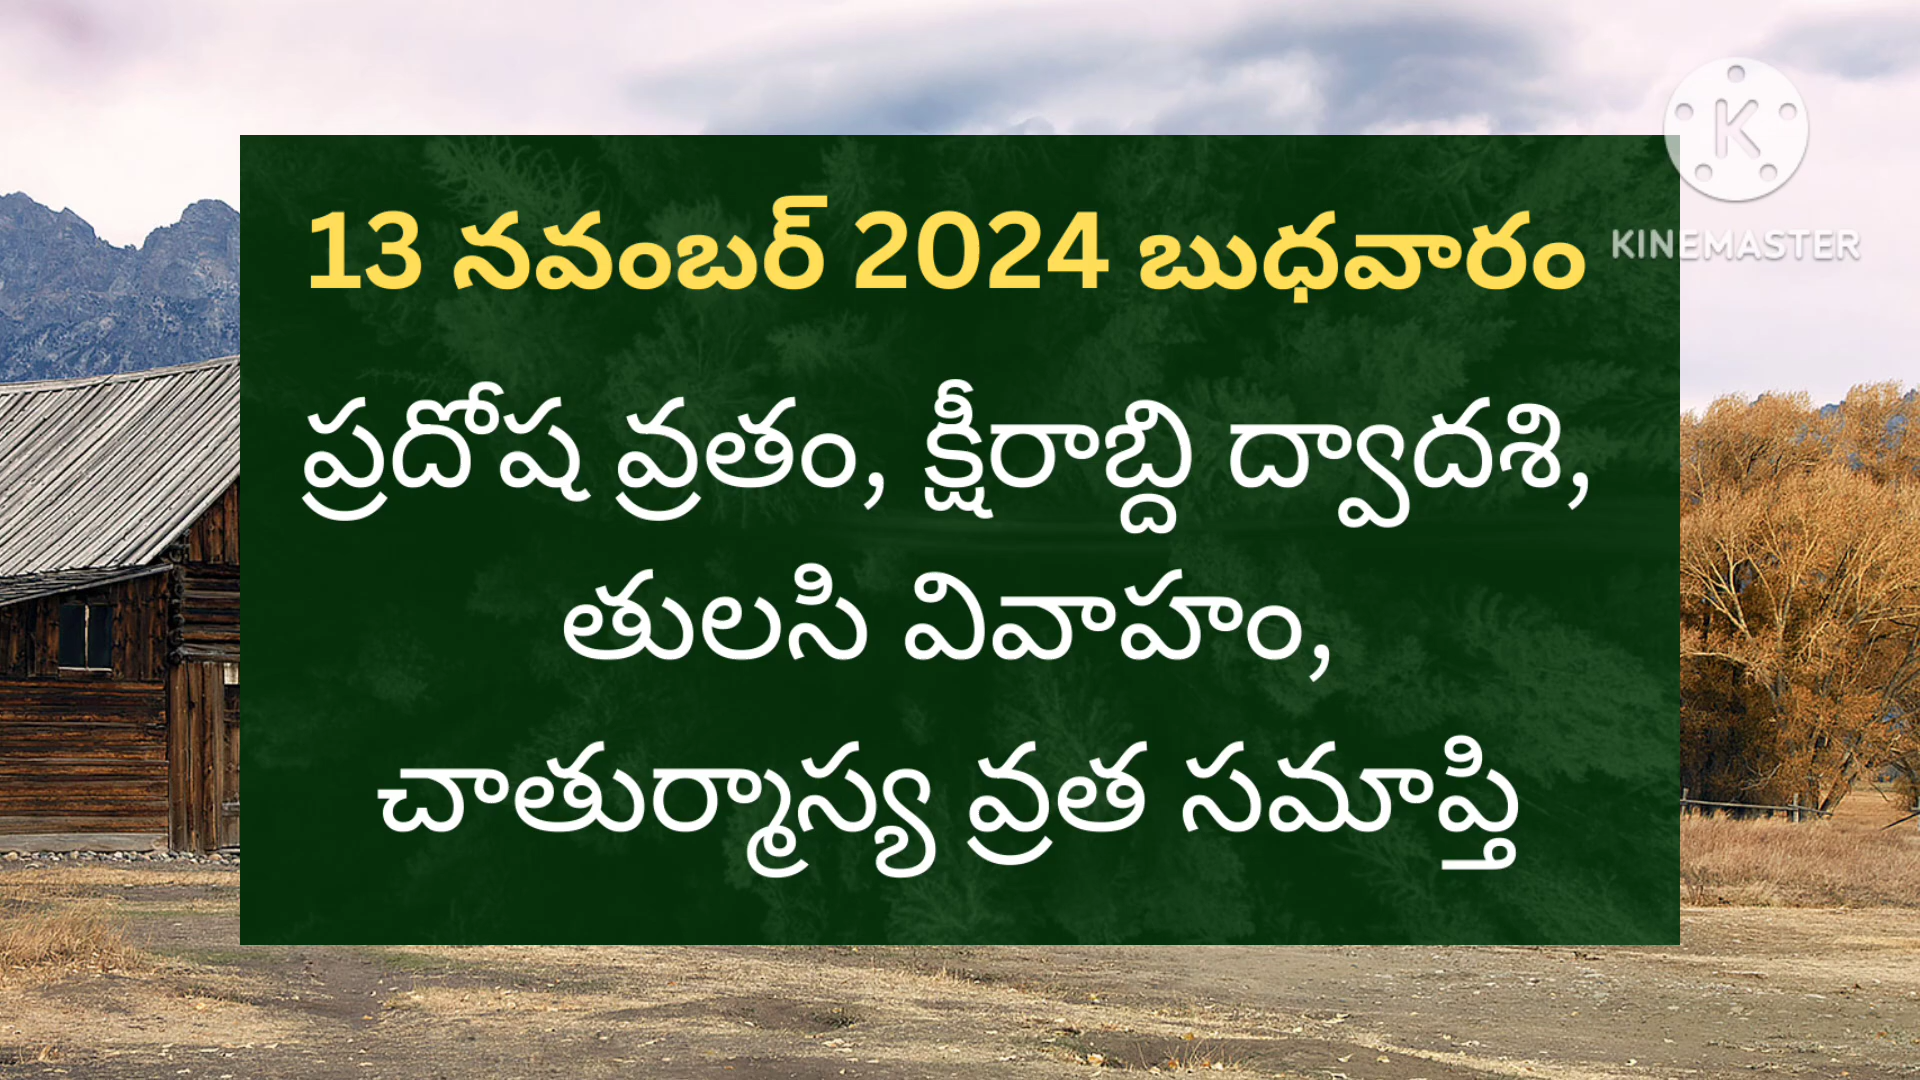 13 నవంబర్ 2024 బుధవారం
ప్రదోష వ్రతం, క్షీరాబ్ది ద్వాదశి,
తులసి వివాహం,
చాతుర్మాస్య వ్రత సమాప్తి
K
KINEMASTER